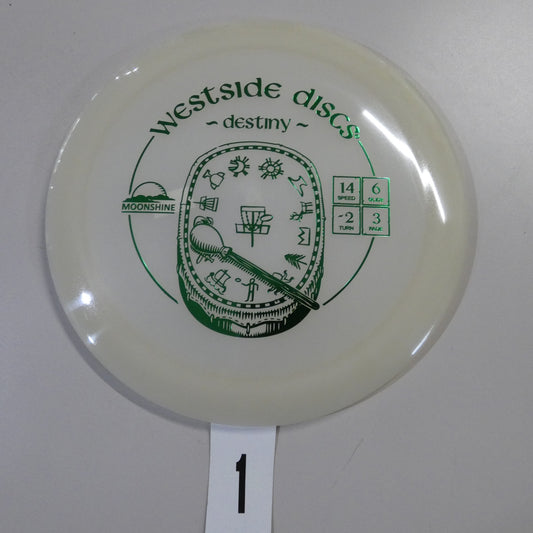 WESTSIDE DISCS
~ DESTINY ~
MOONSHINE
14 6
SPEED GLIDE
-2 3
TURN FADE
1